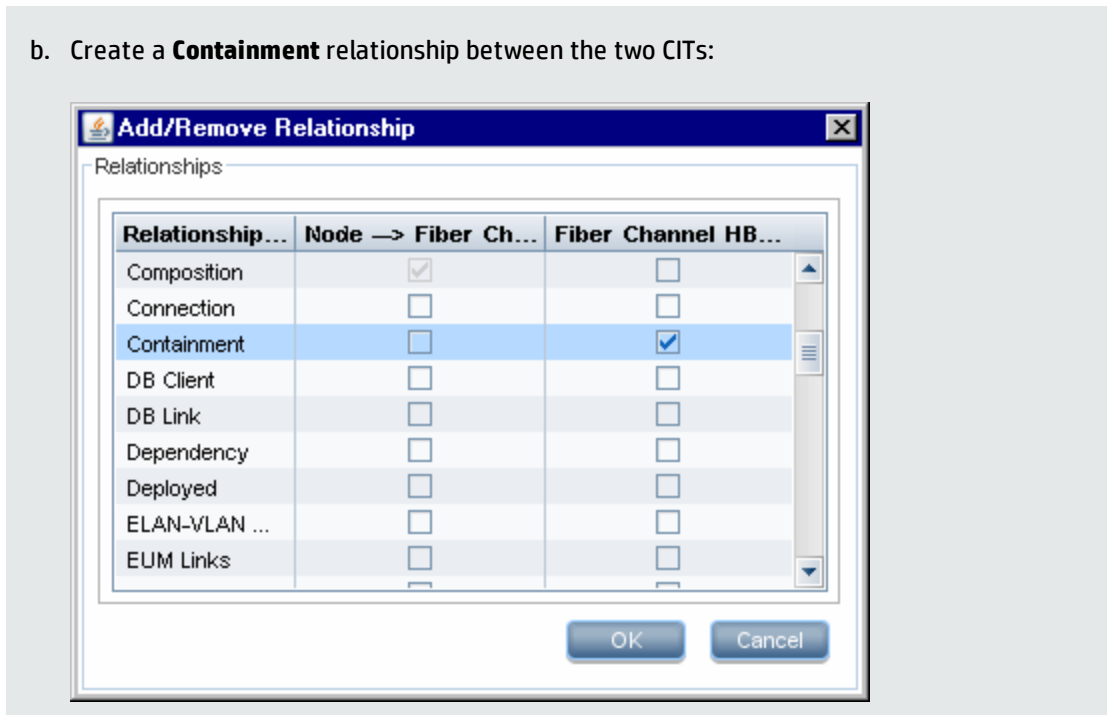 b. Create a Containment relationship between the two CITs:
Add/Remove Relationship
Relationships
Relationship... Node —> Fiber Ch... Fiber Channel HB...
Composition
Connection
Containment
DB Client
DB Link
Dependency
Deployed
ELAN-VLAN ...
EUM Links
OK Cancel